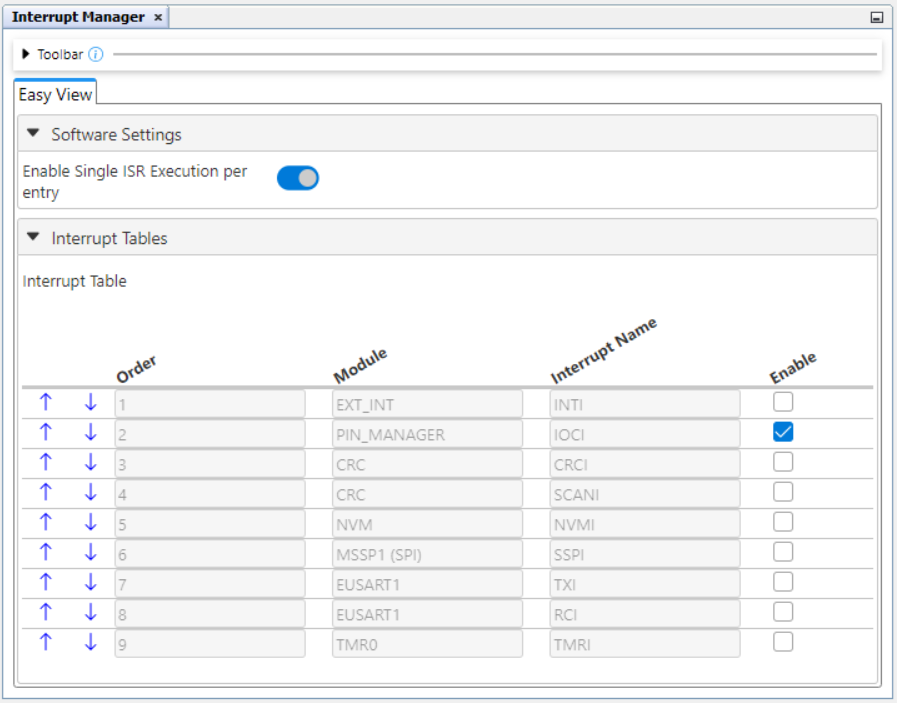 Interrupt Manager ×
Toolbar
Easy View
Software Settings
Enable Single ISR Execution per
entry
Interrupt Tables
Interrupt Table
Order Module Interrupt Name Enable
1 EXT_INT INTI
2 PIN_MANAGER IOCI
3 CRC CRCI
4 CRC SCANI
5 NVM NVMI
6 MSSP1 (SPI) SSPI
7 EUSART1 TXI
8 EUSART1 RCI
9 TMR0 TMRI